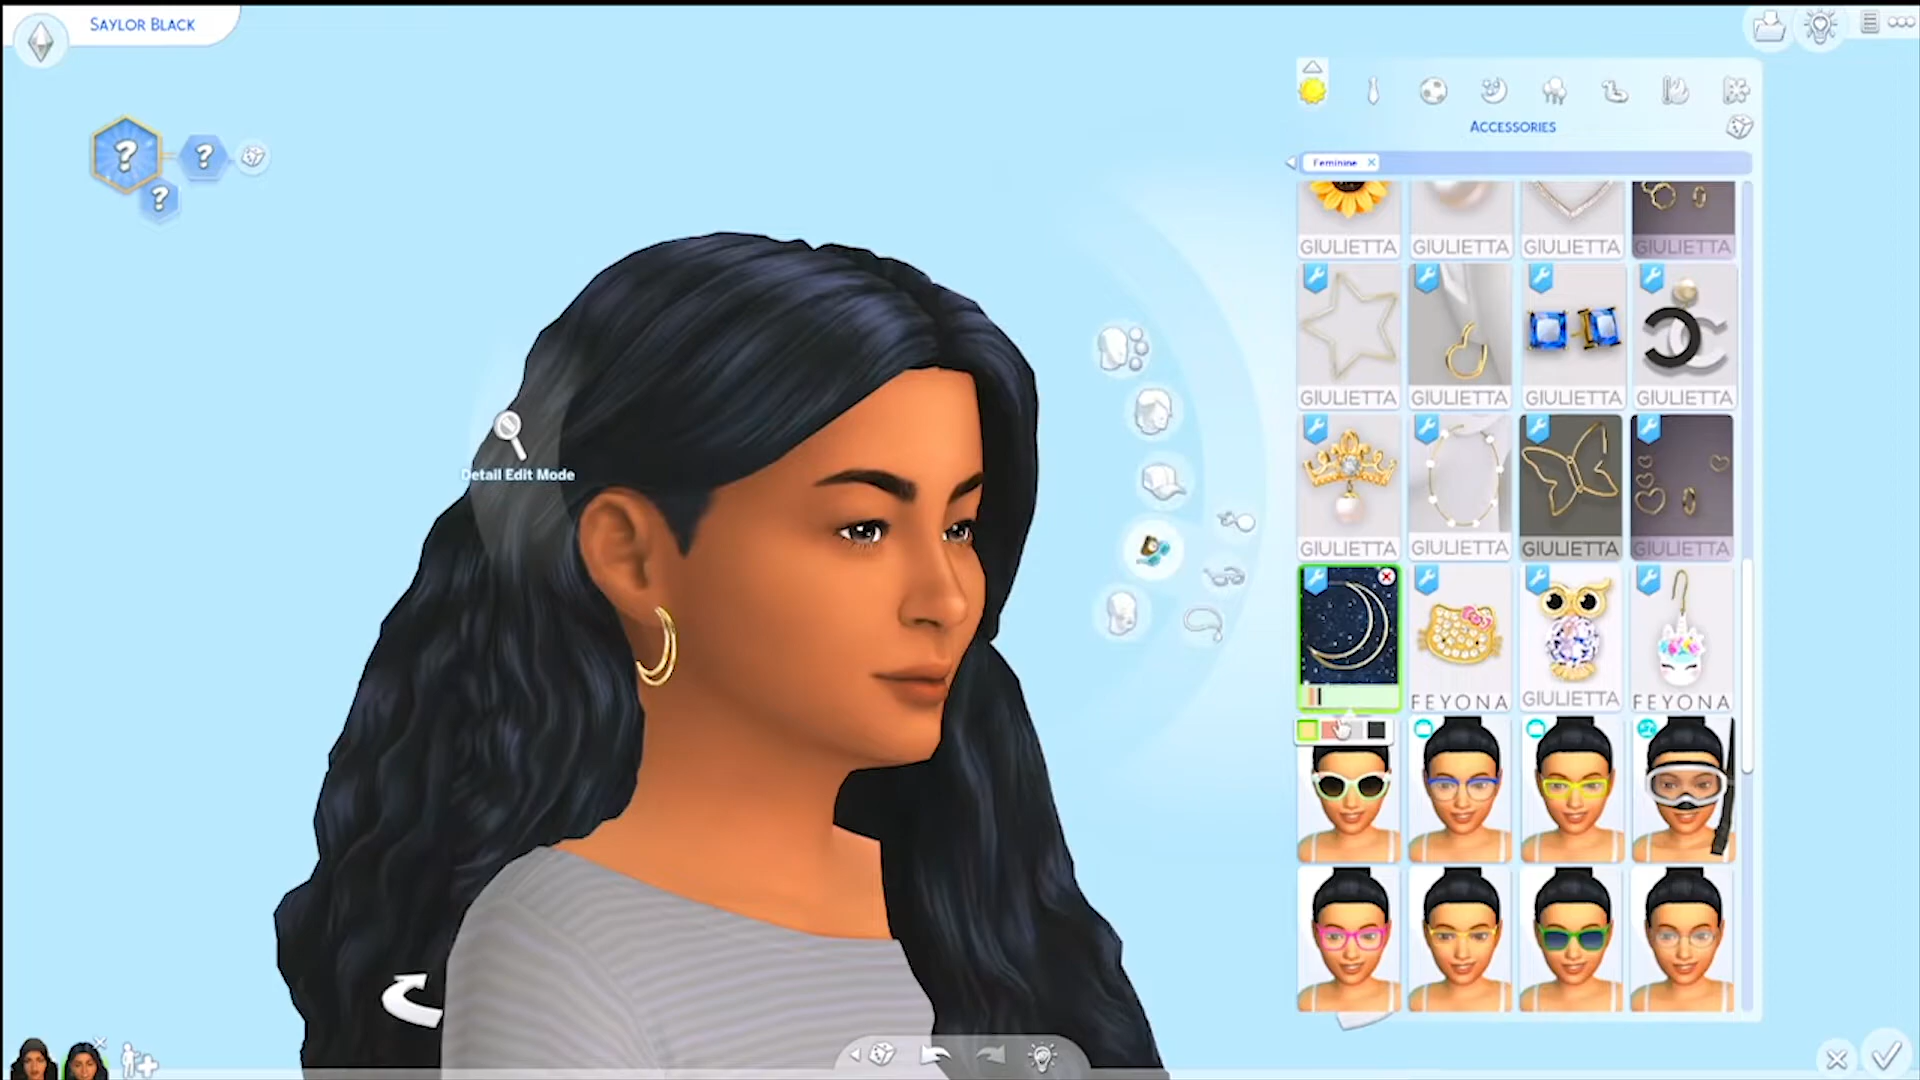 SAYLOR BLACK
ACCESSORIES
Feminine
GIULIETTA GIULIETTA GIULIETTA GIULIETTA
GIULIETTA GIULIETTA GIULIETTA GIULIETTA
Detail Edit Mode
GIULIETTA GIULIETTA GIULIETTA GIULIETTA
FEYONA GIULIETTA FEYONA